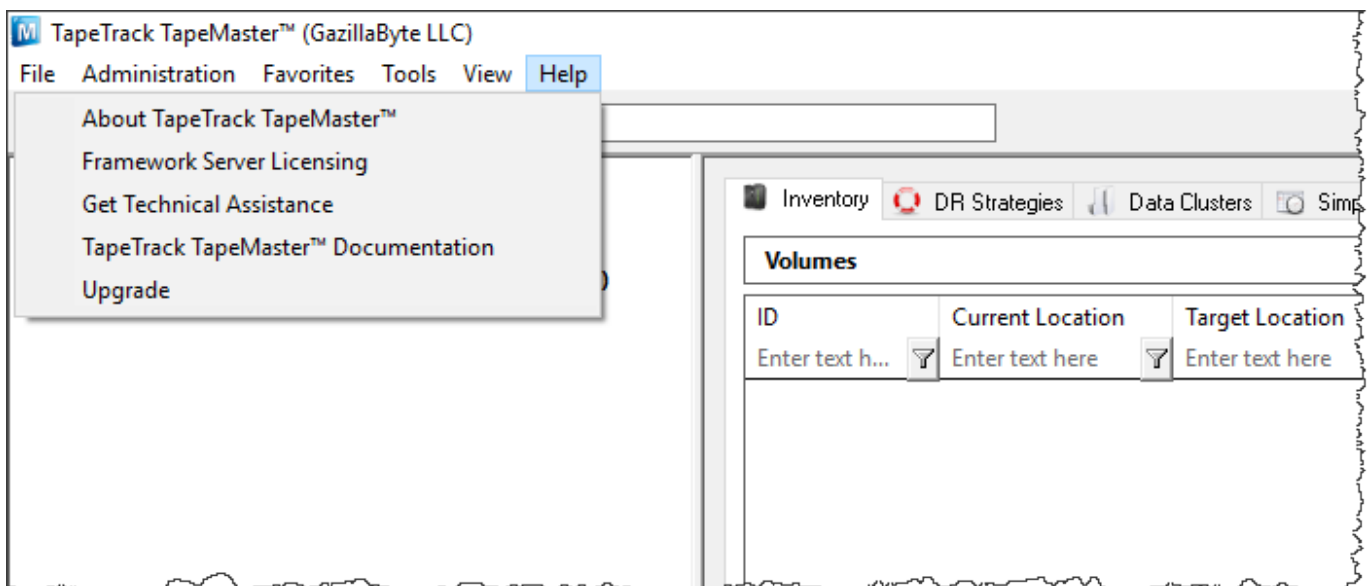 TapeTrack TapeMaster™ (GazillaByte LLC)
File Administration Favorites Tools View Help
About TapeTrack TapeMaster™
Framework Server Licensing
Get Technical Assistance
TapeTrack TapeMaster™ Documentation
Upgrade
)
Inventory DR Strategies Data Clusters Simp
Volumes
ID Current Location Target Location
Enter text h... Enter text here Enter text here